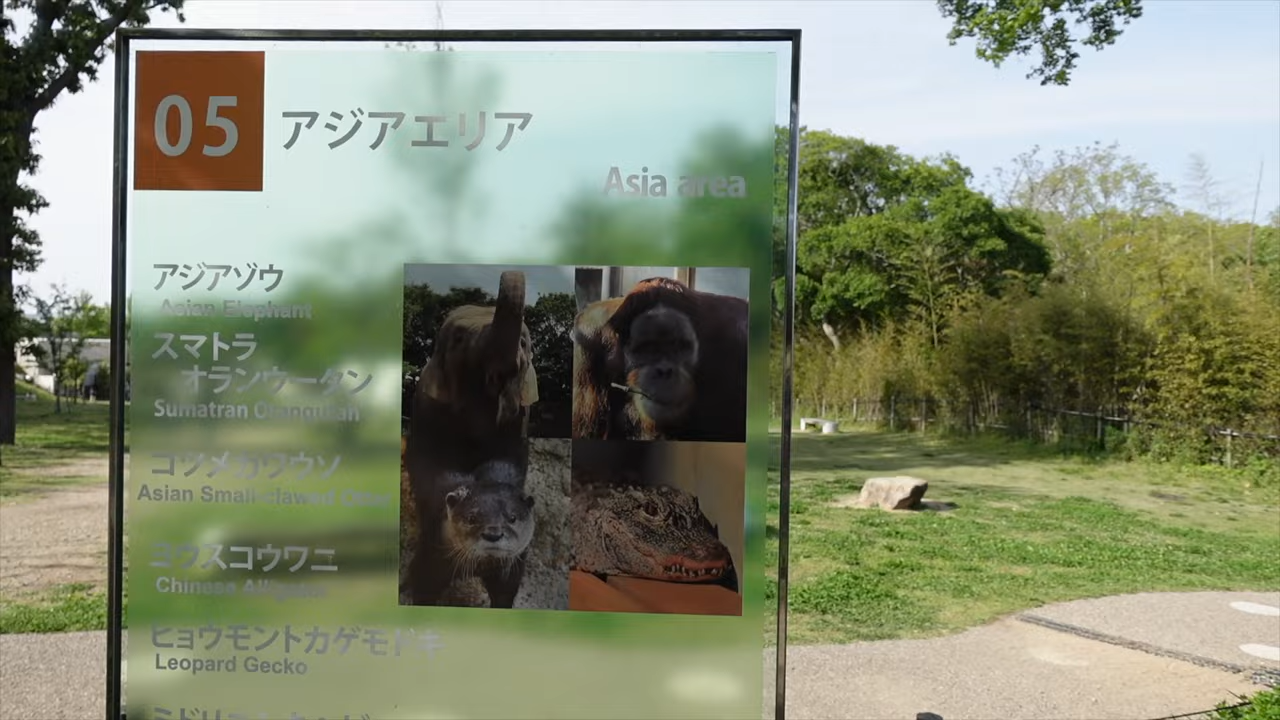 05 アジアエリア
Asia area
アジアゾウ
Asian Elephant
スマトラ
オランウータン
Sumatran Orangutan
コツメカワウソ
Asian Small-clawed Otter
ヨウスコウワニ
Chinese Alligator
ヒョウモントカゲモドキ
Leopard Gecko